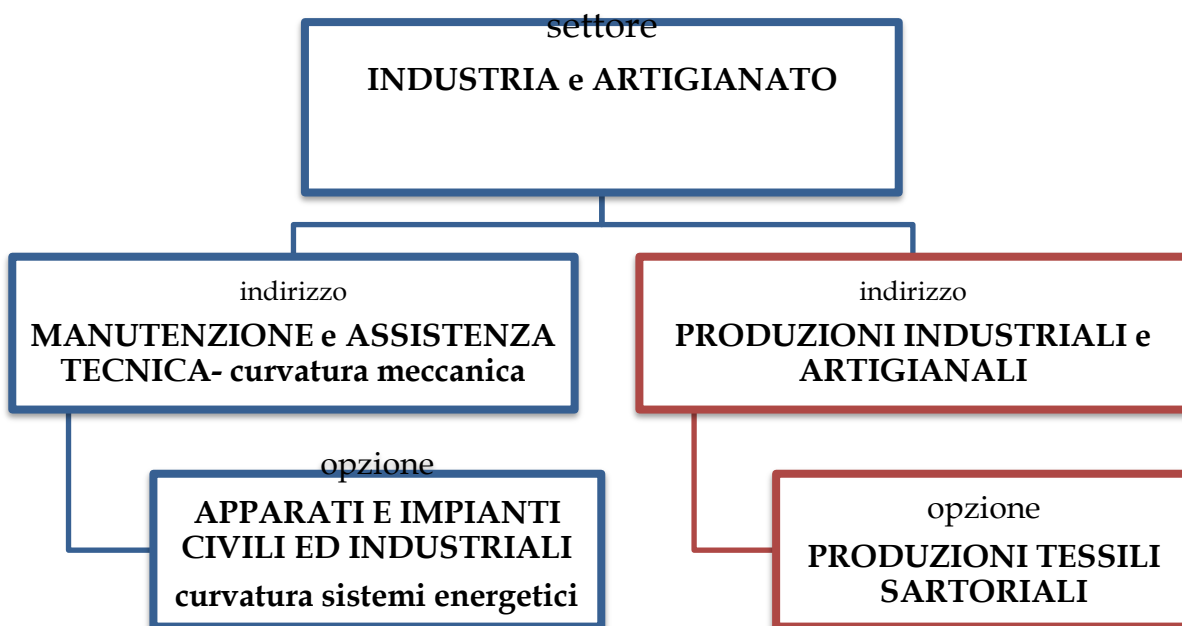 settore
INDUSTRIA e ARTIGIANATO
indirizzo
MANUTENZIONE e ASSISTENZA
TECNICA- curvatura meccanica
indirizzo
PRODUZIONI INDUSTRIALI e
ARTIGIANALI
opzione
APPARATI E IMPIANTI
CIVILI ED INDUSTRIALI
curvatura sistemi energetici
opzione
PRODUZIONI TESSILI
SARTORIALI